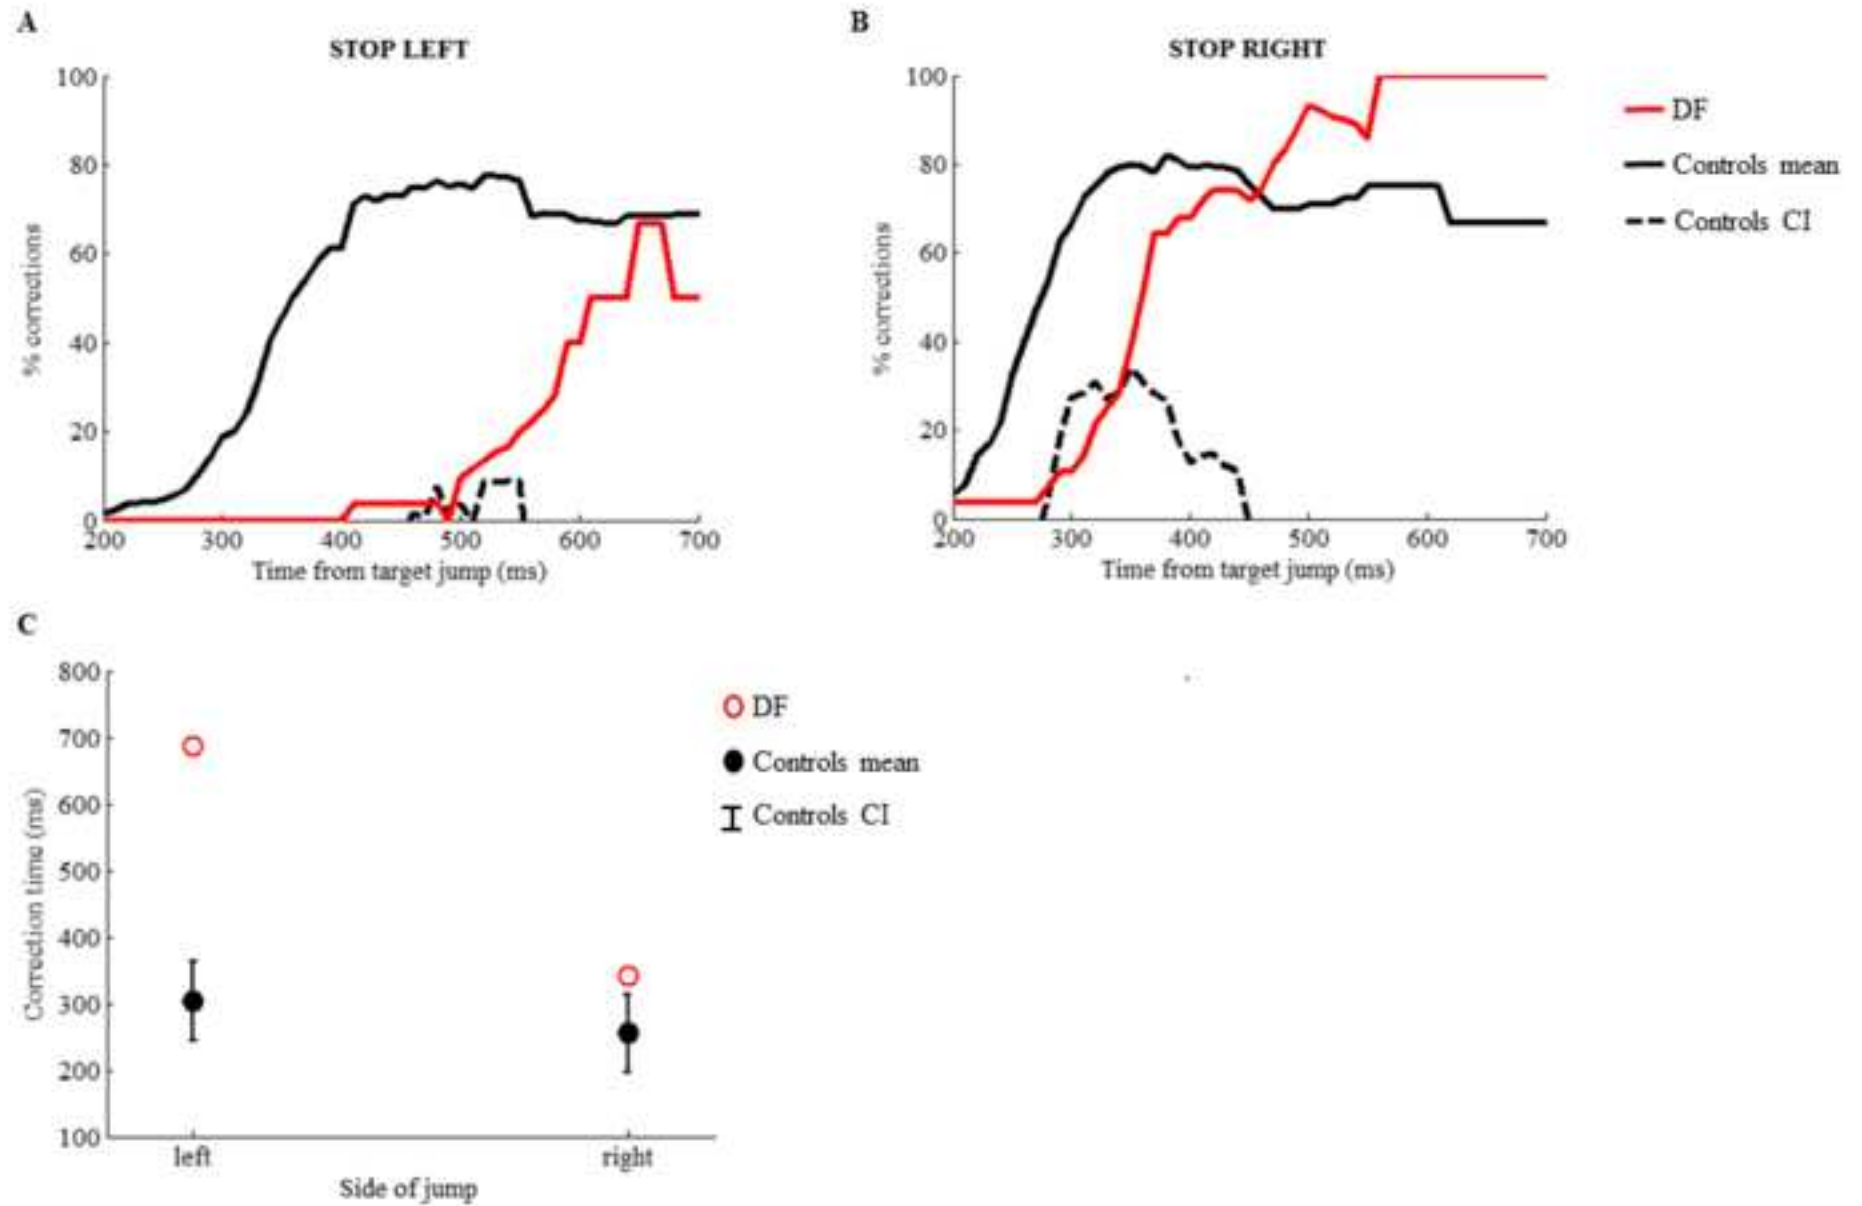 A
STOP LEFT
100
80
60
40
20
0
% corrections
200 300 400 500 600 700
Time from target jump (ms)
B
STOP RIGHT
100
80
60
40
20
0
% corrections
200 300 400 500 600 700
Time from target jump (ms)
DF
Controls mean
Controls CI
C
800
700
600
500
400
300
200
100
Correction time (ms)
left right
Side of jump
DF
Controls mean
Controls CI